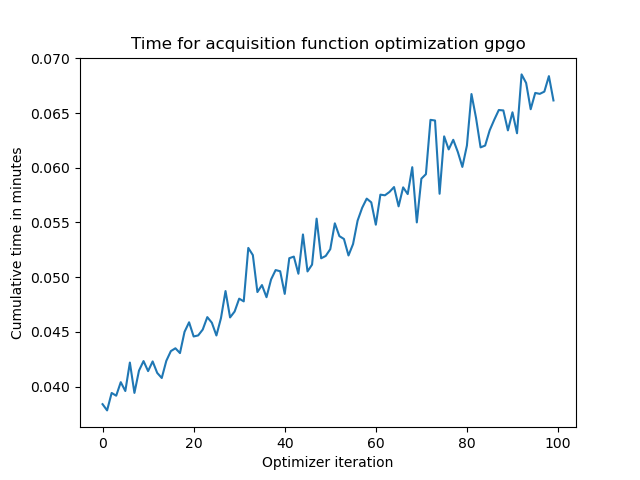 Time for acquisition function optimization gpgo
0.070
0.065
0.060
0.055
0.050
0.045
0.040
Cumulative time in minutes
0 20 40 60 80 100
Optimizer iteration